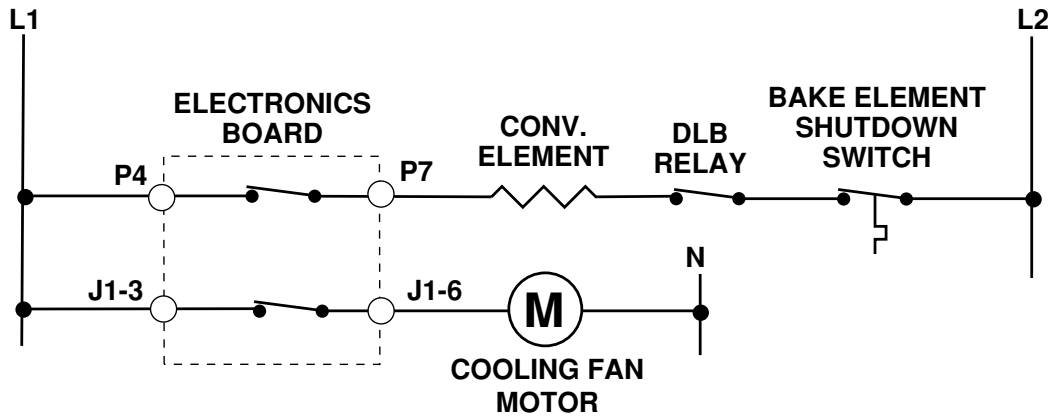 L1
L2
ELECTRONICS
BOARD
CONV.
ELEMENT
DLB
RELAY
BAKE ELEMENT
SHUTDOWN
SWITCH
P4
P7
N
J1-3
J1-6
M
COOLING FAN
MOTOR